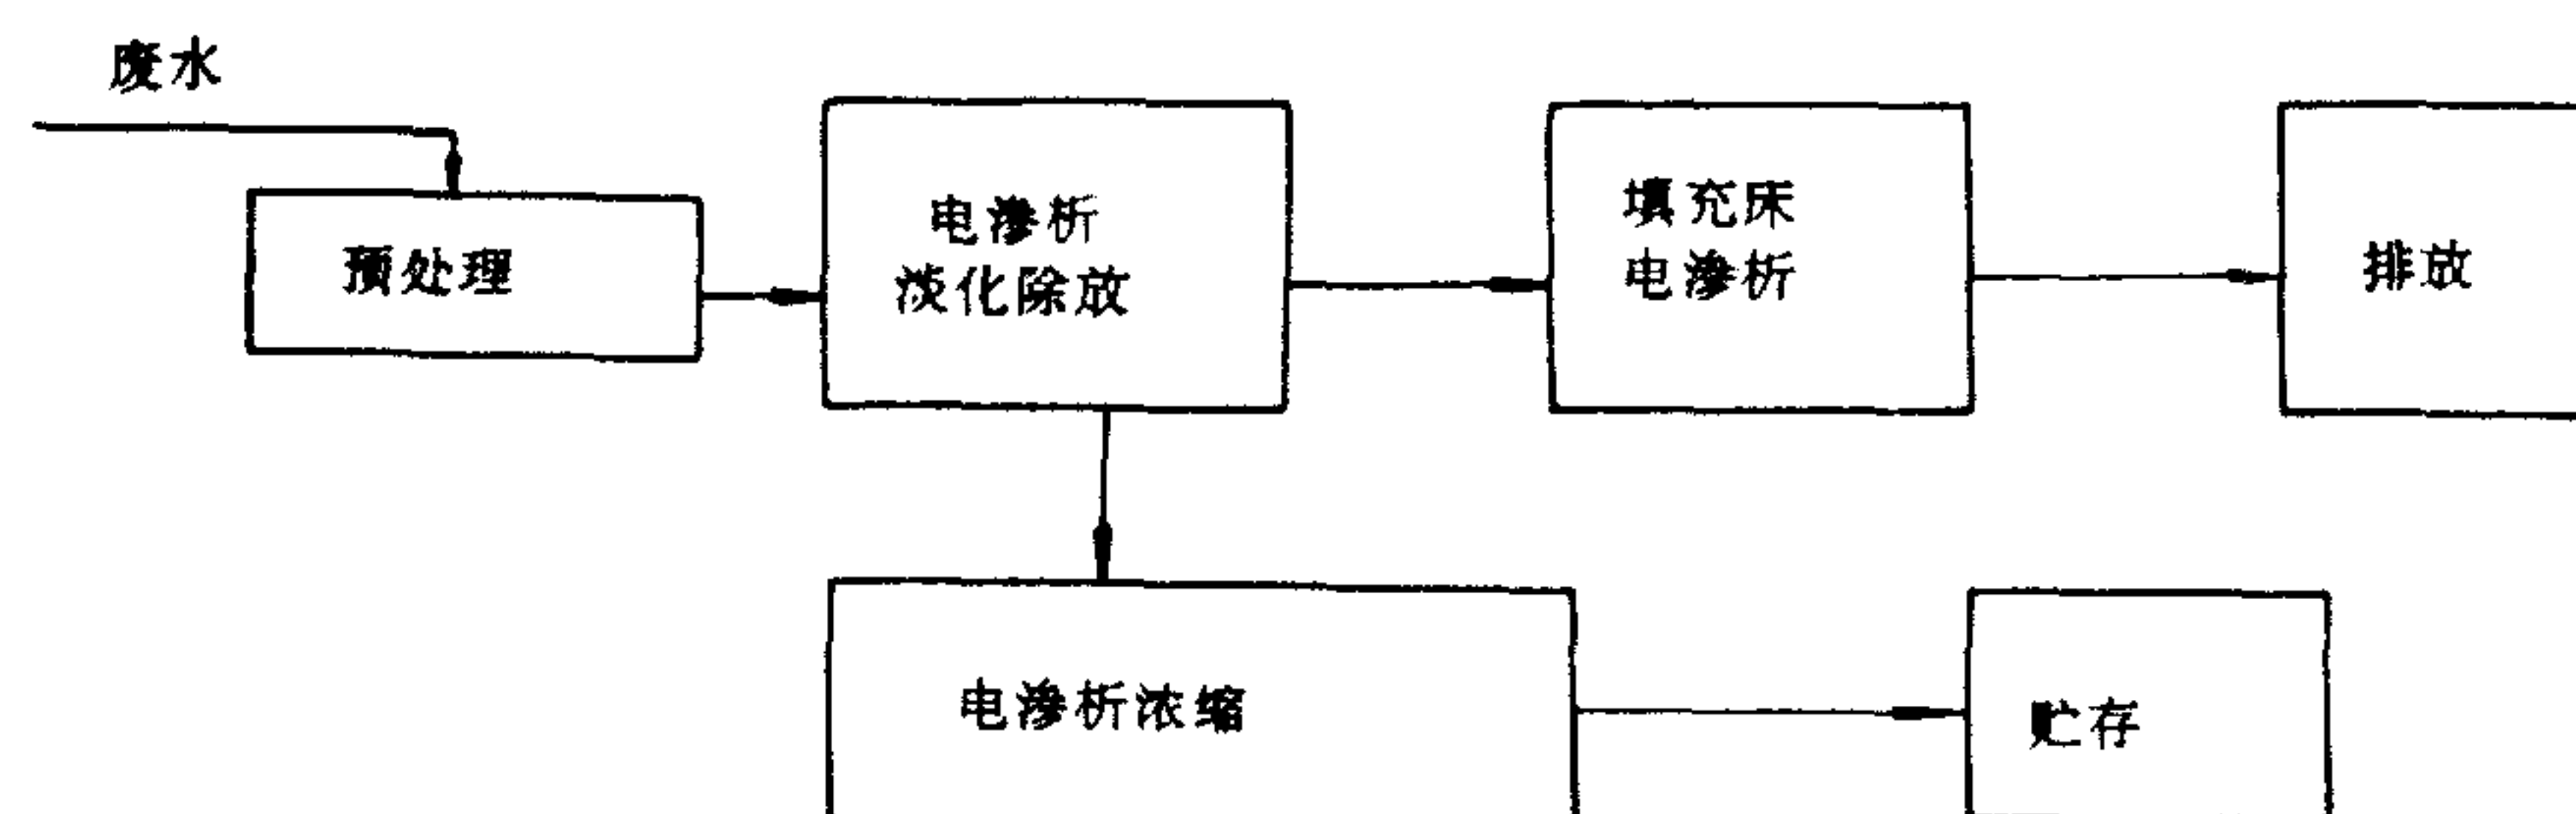 废水
预处理
电渗析
淡化除放
填充床
电渗析
排放
电渗析浓缩
贮存